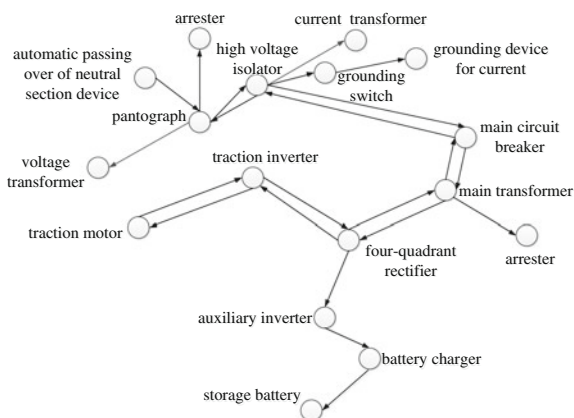 arrester
current transformer
automatic passing
over of neutral
section device
high voltage
isolator
grounding device
for current
grounding
switch
pantograph
main circuit
breaker
voltage
transformer
traction inverter
main transformer
traction motor
four-quadrant
rectifier
arrester
auxiliary inverter
battery charger
storage battery